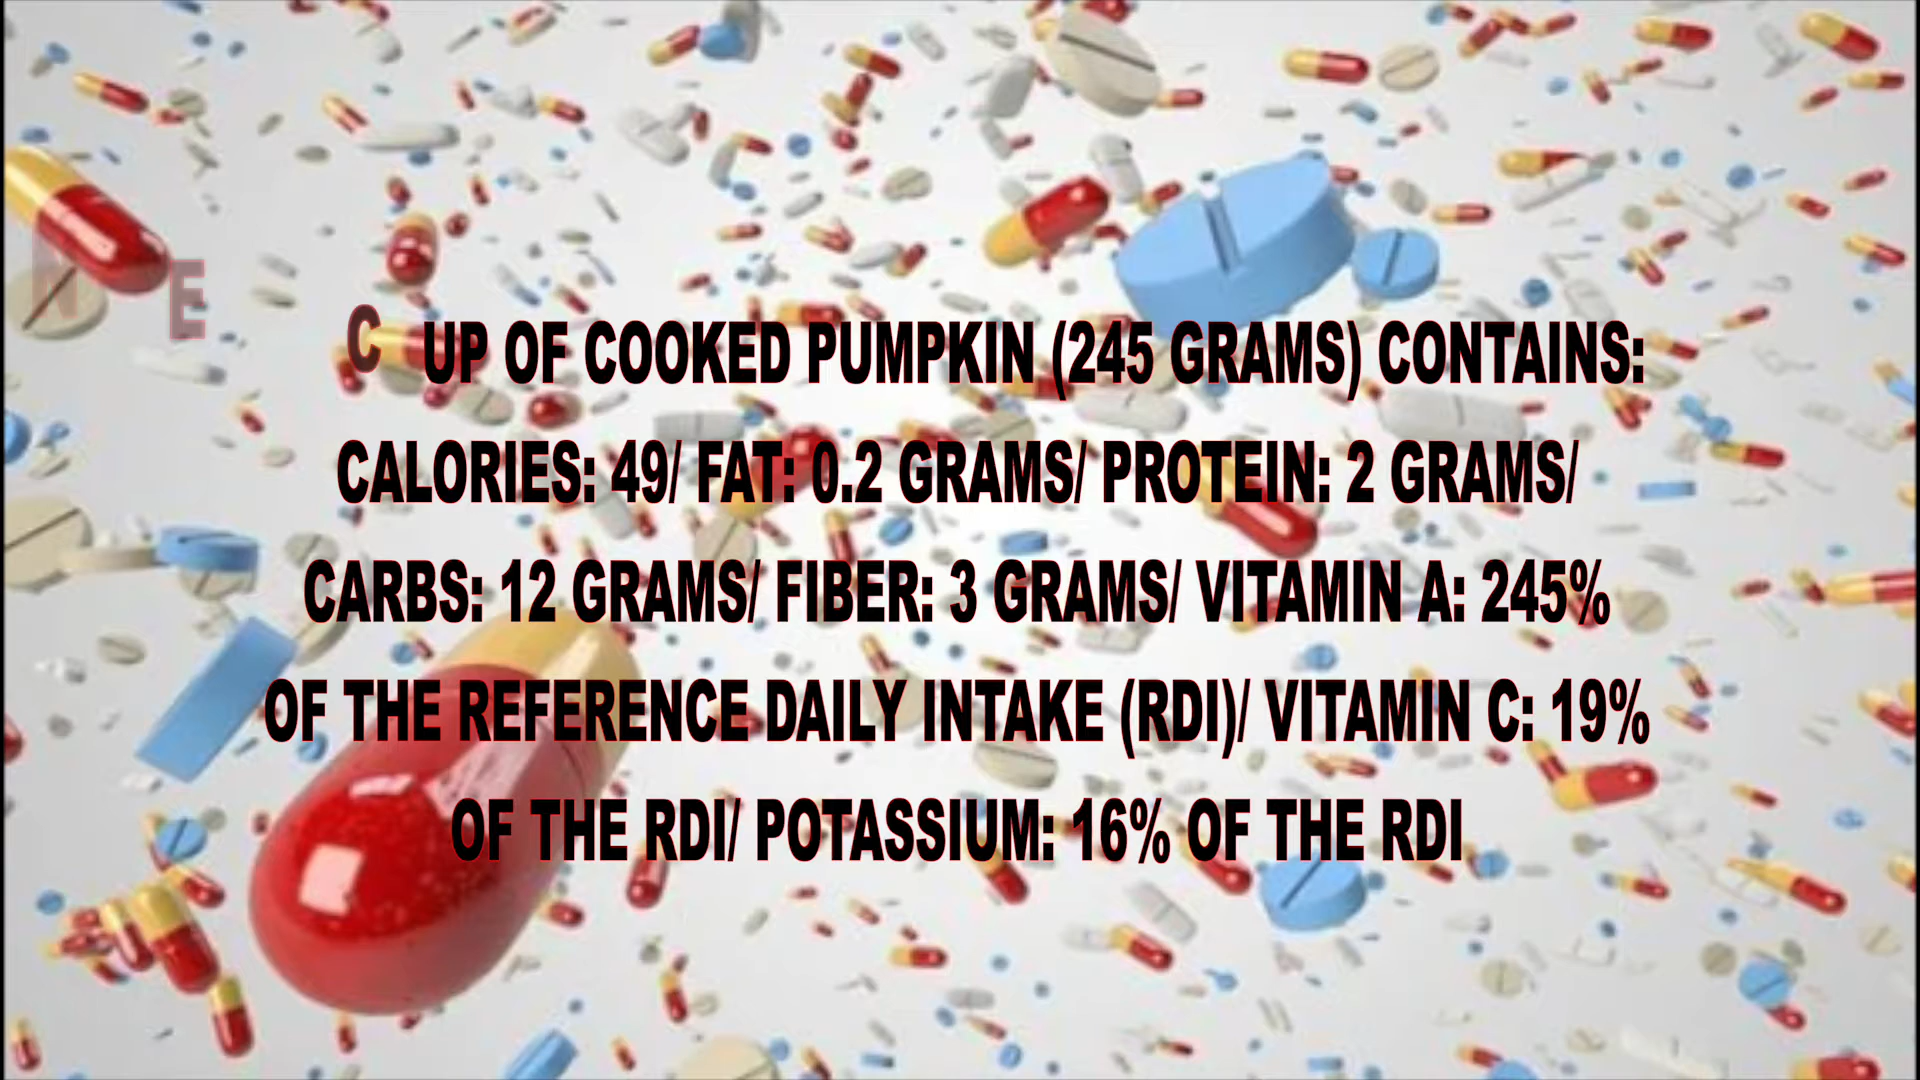 N E
C UP OF COOKED PUMPKIN (245 GRAMS) CONTAINS:
CALORIES: 49/ FAT: 0.2 GRAMS/ PROTEIN: 2 GRAMS/
CARBS: 12 GRAMS/ FIBER: 3 GRAMS/ VITAMIN A: 245%
OF THE REFERENCE DAILY INTAKE (RDI)/ VITAMIN C: 19%
OF THE RDI/ POTASSIUM: 16% OF THE RDI